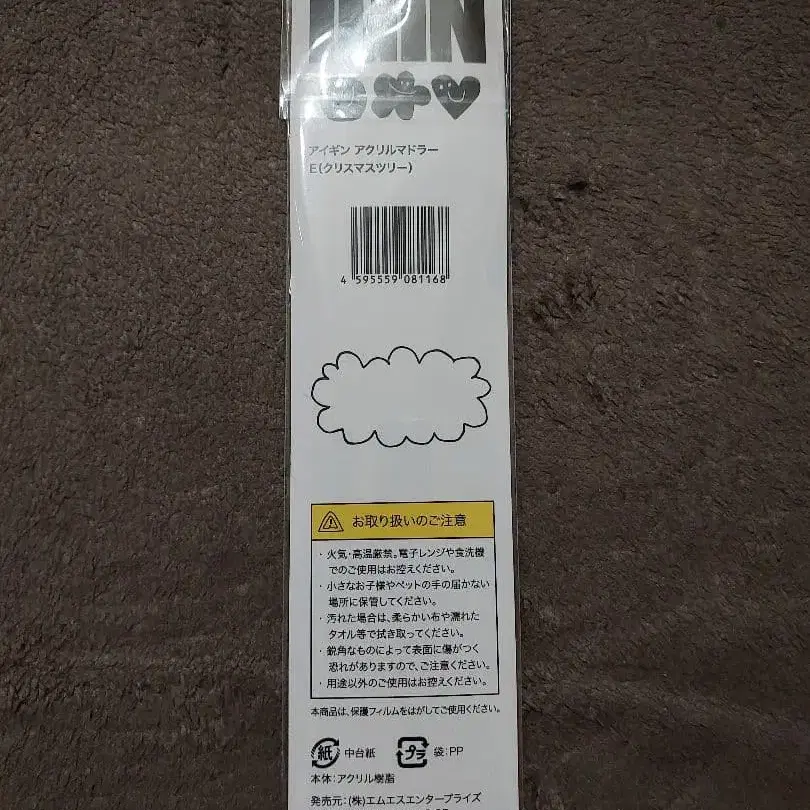 アイギン アクリルマドラー
E(クリスマスツリー)
4 595559 081168
お取り扱いのご注意
・火気・高温厳禁。電子レンジや食洗機
でのご使用はお控えください。
・小さなお子様やペットの手の届かない
場所に保管してください。
・汚れた場合は、柔らかい布や濡れた
タオル等で拭き取ってください。
・鋭角なものによって表面に傷がつく
恐れがありますので、ご注意ください。
・用途以外のご使用はお控えください。
本商品は、保護フィルムをはがしてご使用ください。
紙 中台紙 プラ 袋:PP
本体:アクリル樹脂
発売元:(株)エムエスエンタープライズ